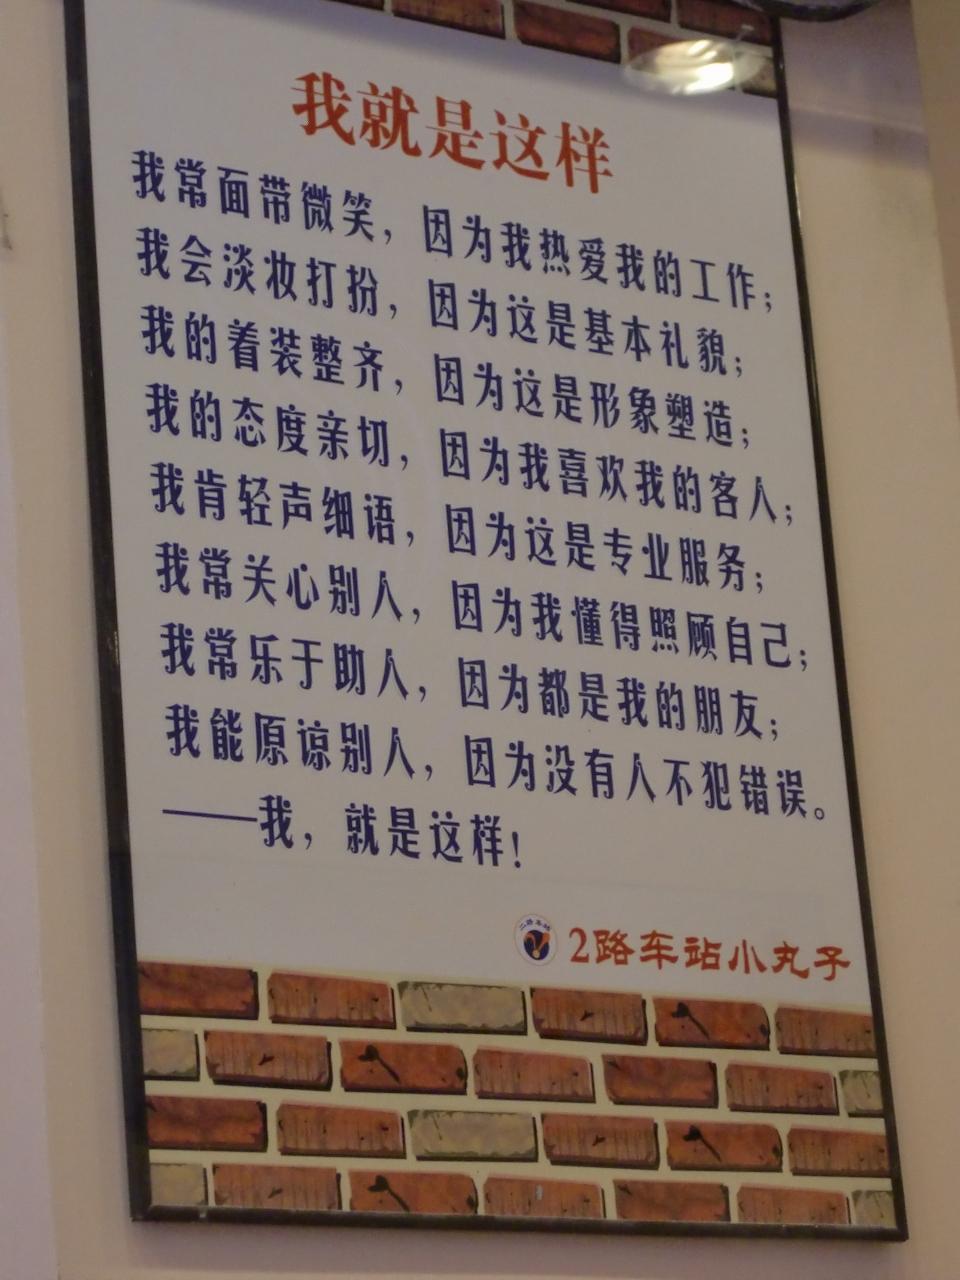 我就是这样
我常面带微笑，因为我热爱我的工作；
我会淡妆打扮，因为这是基本礼貌；
我的着装整齐，因为这是形象塑造；
我的态度亲切，因为我喜欢我的客人；
我肯轻声细语，因为这是专业服务；
我常关心别人，因为我懂得照顾自己；
我常乐于助人，因为都是我的朋友；
我能原谅别人，因为没有人不犯错误。
——我，就是这样！
二路车站
2路车站小丸子